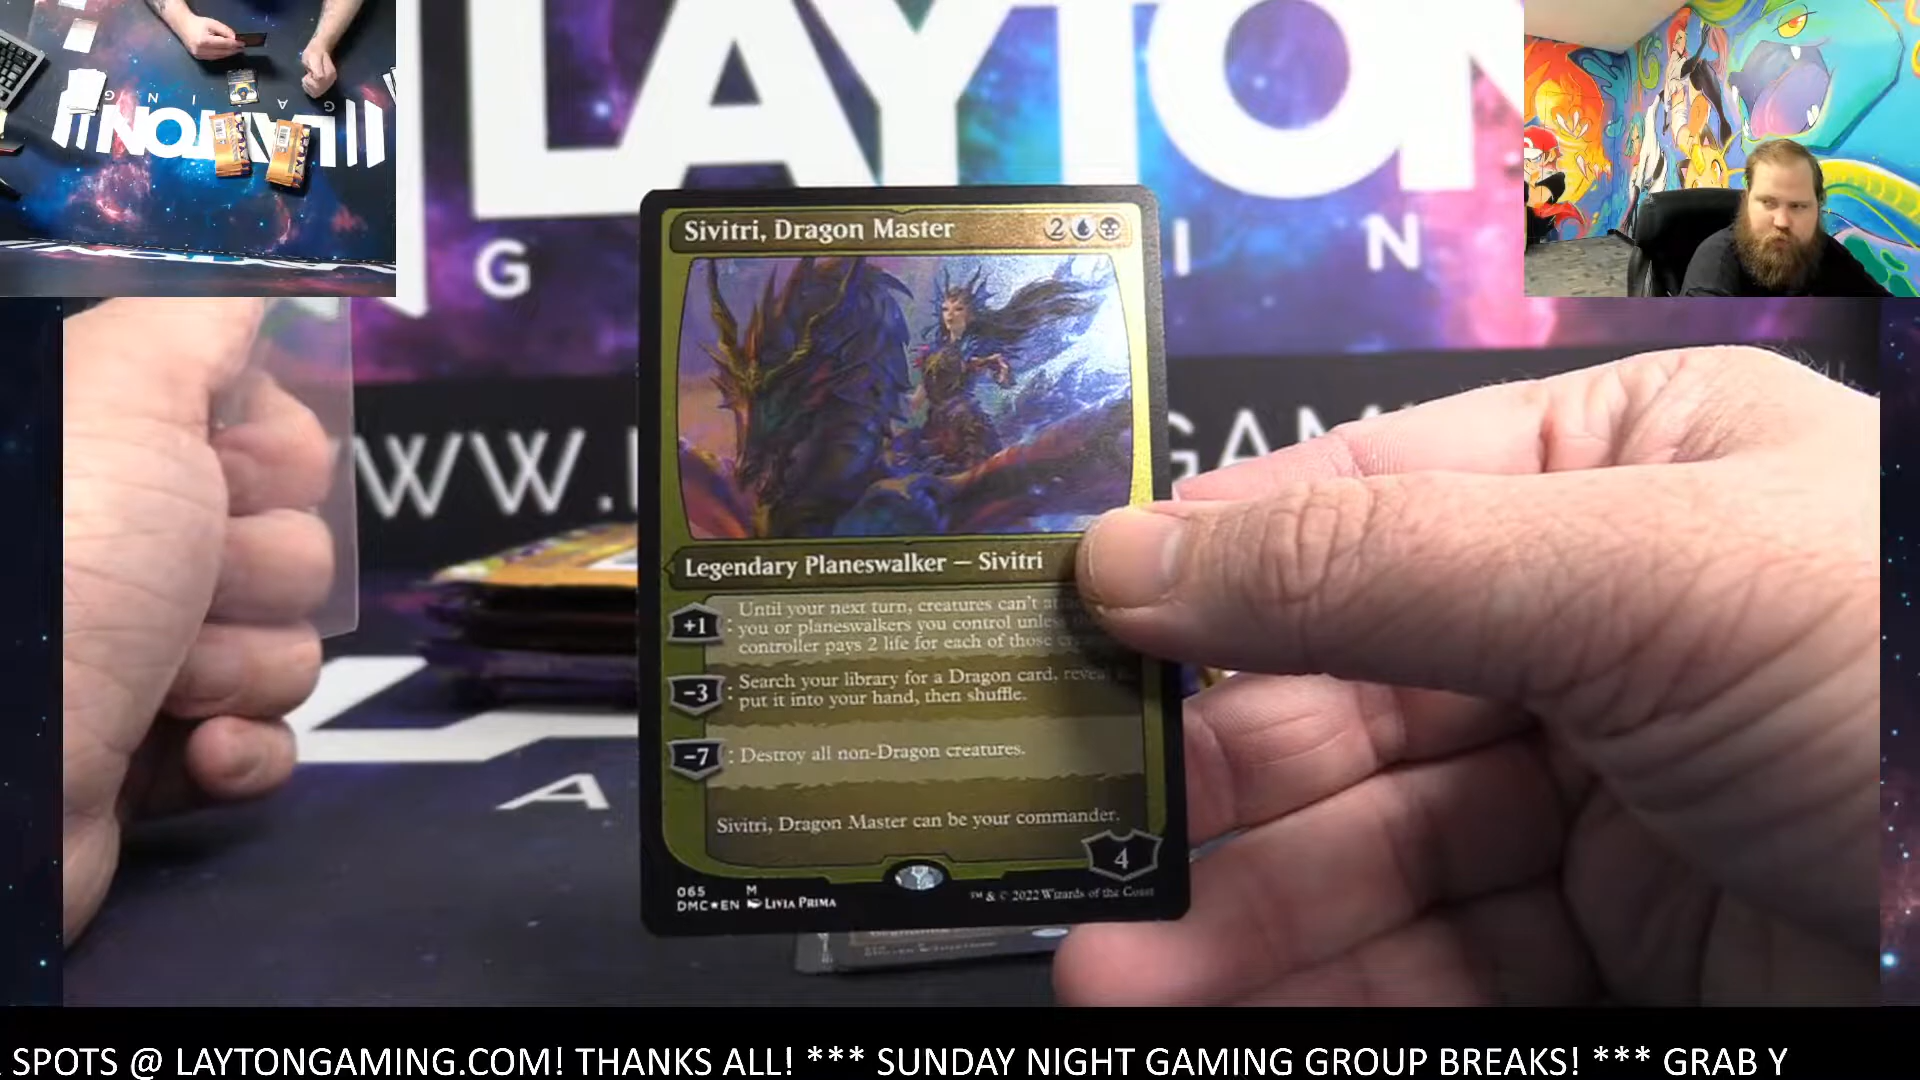 LAYTON
G I N
WWW.
GAM
Sivitri, Dragon Master 2
Legendary Planeswalker — Sivitri
+1 : Until your next turn, creatures can't
you or planeswalkers you control unless
controller pays 2 life for each of those
−3 : Search your library for a Dragon card, reveal
put it into your hand, then shuffle.
−7 : Destroy all non-Dragon creatures.
Sivitri, Dragon Master can be your commander.
4
065 M
DMC★EN LIVIA PRIMA
™ & © 2022 Wizards of the Coast
A
LAYTON
G A I N G
SPOTS @ LAYTONGAMING.COM! THANKS ALL! *** SUNDAY NIGHT GAMING GROUP BREAKS! *** GRAB Y